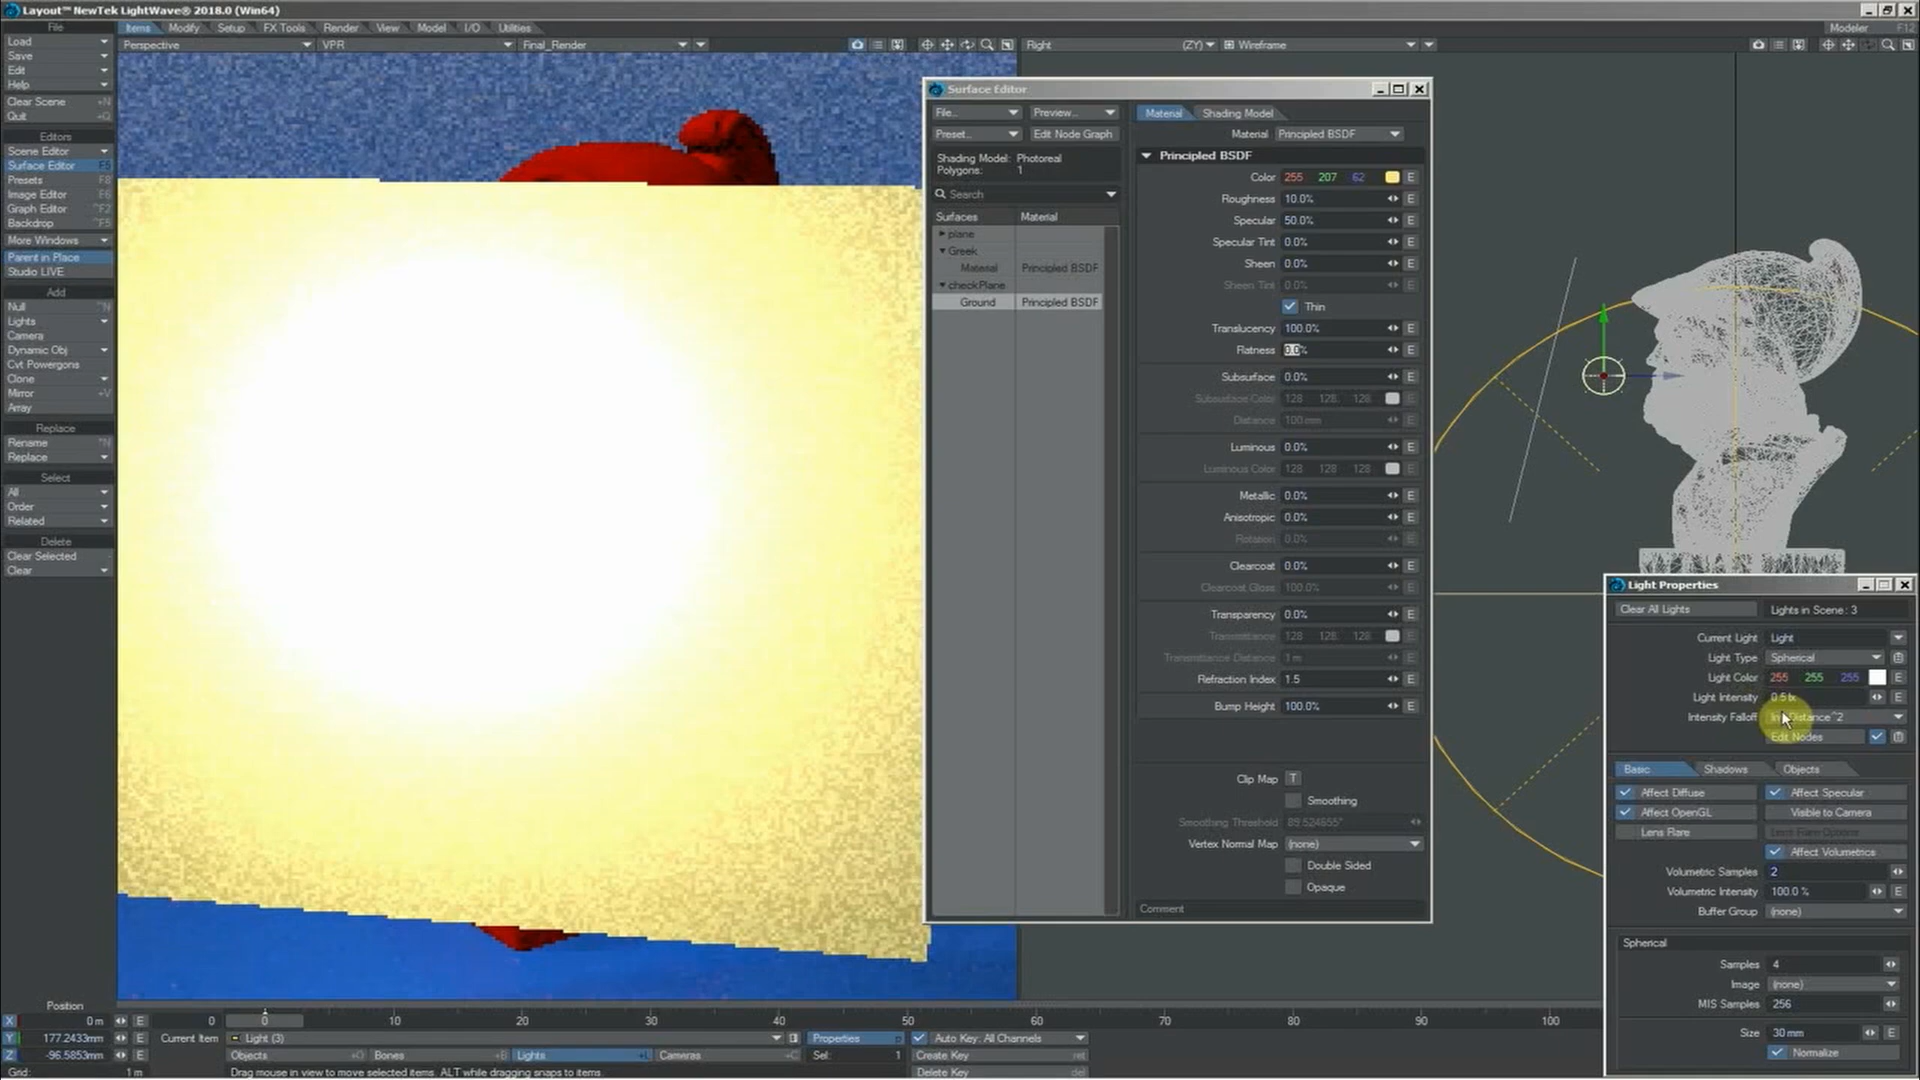 Layout™ NewTek LightWave® 2018.0 (Win64)
File
Items Modify Setup FX Tools Render View Model I/O Utilities
Modeler F12
Load
Save
Edit
Help
Clear Scene +N
Quit +Q
Editors
Scene Editor
Surface Editor F5
Presets F8
Image Editor F6
Graph Editor ^F2
Backdrop ^F5
More Windows
Parent in Place
Studio LIVE
Add
Null ^N
Lights
Camera
Dynamic Obj
Cvt Powergons
Clone
Mirror +V
Array
Replace
Rename ^N
Replace
Select
All
Order
Related
Delete
Clear Selected -
Clear
Perspective VPR Final_Render
Right (ZY) Wireframe
Surface Editor
File... Preview...
Preset... Edit Node Graph
Shading Model: Photoreal
Polygons: 1
Search
Surfaces Material
plane
Greek
Material Principled BSDF
checkPlane
Ground Principled BSDF
Material Shading Model
Material Principled BSDF
Principled BSDF
Color 255 207 62 E
Roughness 10.0% E
Specular 50.0% E
Specular Tint 0.0% E
Sheen 0.0% E
Sheen Tint 0.0% E
Thin
Translucency 100.0% E
Flatness 0.0% E
Subsurface 0.0% E
Subsurface Color 128 128 128 E
Distance 100 mm E
Luminous 0.0% E
Luminous Color 128 128 128 E
Metallic 0.0% E
Anisotropic 0.0% E
Rotation 0.0% E
Clearcoat 0.0% E
Clearcoat Gloss 100.0% E
Transparency 0.0% E
Transmittance 128 128 128 E
Transmittance Distance 1 m E
Refraction Index 1.5 E
Bump Height 100.0% E
Clip Map T
Smoothing
Smoothing Threshold 89.524655°
Vertex Normal Map (none)
Double Sided
Opaque
Comment
Light Properties
Clear All Lights Lights in Scene: 3
Current Light Light
Light Type Spherical
Light Color 255 255 255 E
Light Intensity 0.5 lx E
Intensity Falloff Distance^2
Edit Nodes
Basic Shadows Objects
Affect Diffuse Affect Specular
Affect OpenGL Visible to Camera
Lens Flare Lens Flare Options
Affect Volumetrics
Volumetric Samples 2
Volumetric Intensity 100.0 % E
Buffer Group (none)
Spherical
Samples 4
Image (none)
MIS Samples 256
Size 30 mm E
Normalize
Position
X 0 m E
Y 177.2433mm E
Z -96.5853mm E
Grid: 1 m
0 0 10 20 30 40 50 60 70 80 90 100
Current Item Light (3) Properties Auto Key: All Channels
Objects +O Bones +B Lights +L Cameras +C Sel: 1 Create Key ret
Drag mouse in view to move selected items. ALT while dragging snaps to items. Delete Key del